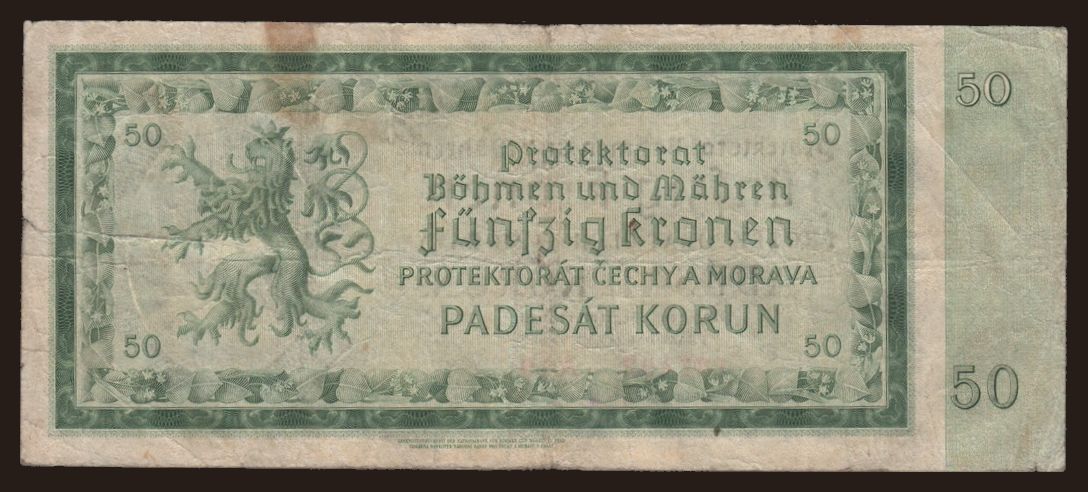 50
50
50
Protektorat
Böhmen und Mähren
Fünfzig Kronen
PROTEKTORÁT ČECHY A MORAVA
PADESÁT KORUN
50
50
50